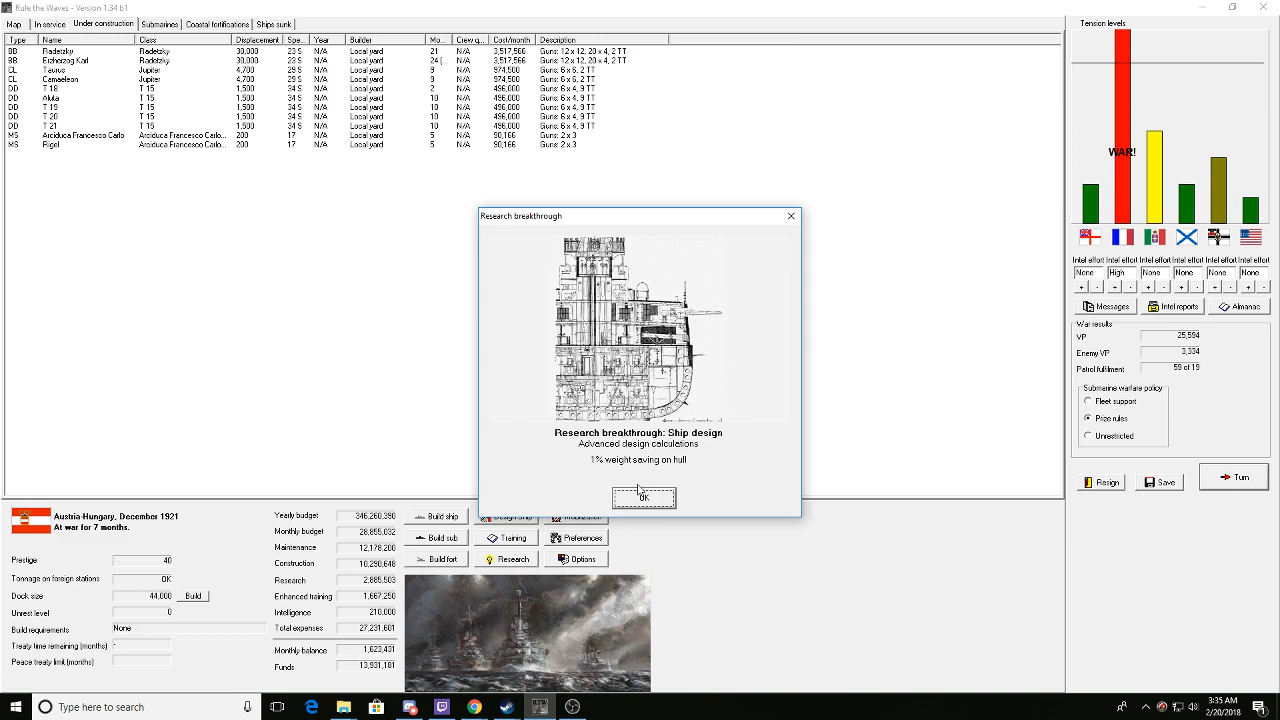 Rule the Waves - Version 1.34 b1
Map In service Under construction Submarines Coastal fortifications Ships sunk
Type Name Class Displacement Spe... Year Builder Mo... Crew q... Cost/month Description
BB Radetzky Radetzky 30,000 23 S N/A Local yard 21 N/A 3,517,566 Guns: 12 x 12, 20 x 4, 2 TT
BB Erzherzog Karl Radetzky 30,000 23 S N/A Local yard 24 (... N/A 3,517,566 Guns: 12 x 12, 20 x 4, 2 TT
CL Taurus Jupiter 4,700 29 S N/A Local yard 9 N/A 974,500 Guns: 6 x 6, 2 TT
CL Camaeleon Jupiter 4,700 29 S N/A Local yard 9 N/A 974,500 Guns: 6 x 6, 2 TT
DD T 18 T 15 1,500 34 S N/A Local yard 2 N/A 496,000 Guns: 6 x 4, 9 TT
DD Aluta T 15 1,500 34 S N/A Local yard 10 N/A 496,000 Guns: 6 x 4, 9 TT
DD T 19 T 15 1,500 34 S N/A Local yard 10 N/A 496,000 Guns: 6 x 4, 9 TT
DD T 20 T 15 1,500 34 S N/A Local yard 10 N/A 496,000 Guns: 6 x 4, 9 TT
DD T 21 T 15 1,500 34 S N/A Local yard 10 N/A 496,000 Guns: 6 x 4, 9 TT
MS Arciduca Francesco Carlo Arciduca Francesco Carlo... 200 17 N/A Local yard 5 N/A 90,166 Guns: 2 x 3
MS Rigel Arciduca Francesco Carlo... 200 17 N/A Local yard 5 N/A 90,166 Guns: 2 x 3
Research breakthrough
Research breakthrough: Ship design
Advanced design calculations
1% weight saving on hull
OK
Tension levels
WAR!
Intel effort Intel effort Intel effort Intel effort Intel effort Intel effort
None High None None None None
+ - + - + - + - + - + -
Messages Intel reports Almanac
War results
VP 25,594
Enemy VP 3,334
Patrol fulfilment 59 of 19
Submarine warfare policy
Fleet support
Prize rules
Unrestricted
Resign Save Turn
Austria-Hungary, December 1921
At war for 7 months.
Prestige 40
Tonnage on foreign stations OK
Dock size 44,000 Build
Unrest level 0
Build requirements None
Treaty time remaining (months) -
Peace treaty limit (months)
Yearly budget 346,260,390
Monthly budget 28,855,032
Maintenance 12,178,200
Construction 10,290,648
Research 2,885,503
Enhanced training 1,667,250
Intelligence 210,000
Total expenses 27,231,601
Monthly balance 1,623,431
Funds 13,931,181
Build ship Design Ship Mobilization
Build sub Training Preferences
Build fort Research Options
Type here to search
3:35 AM
2/20/2018